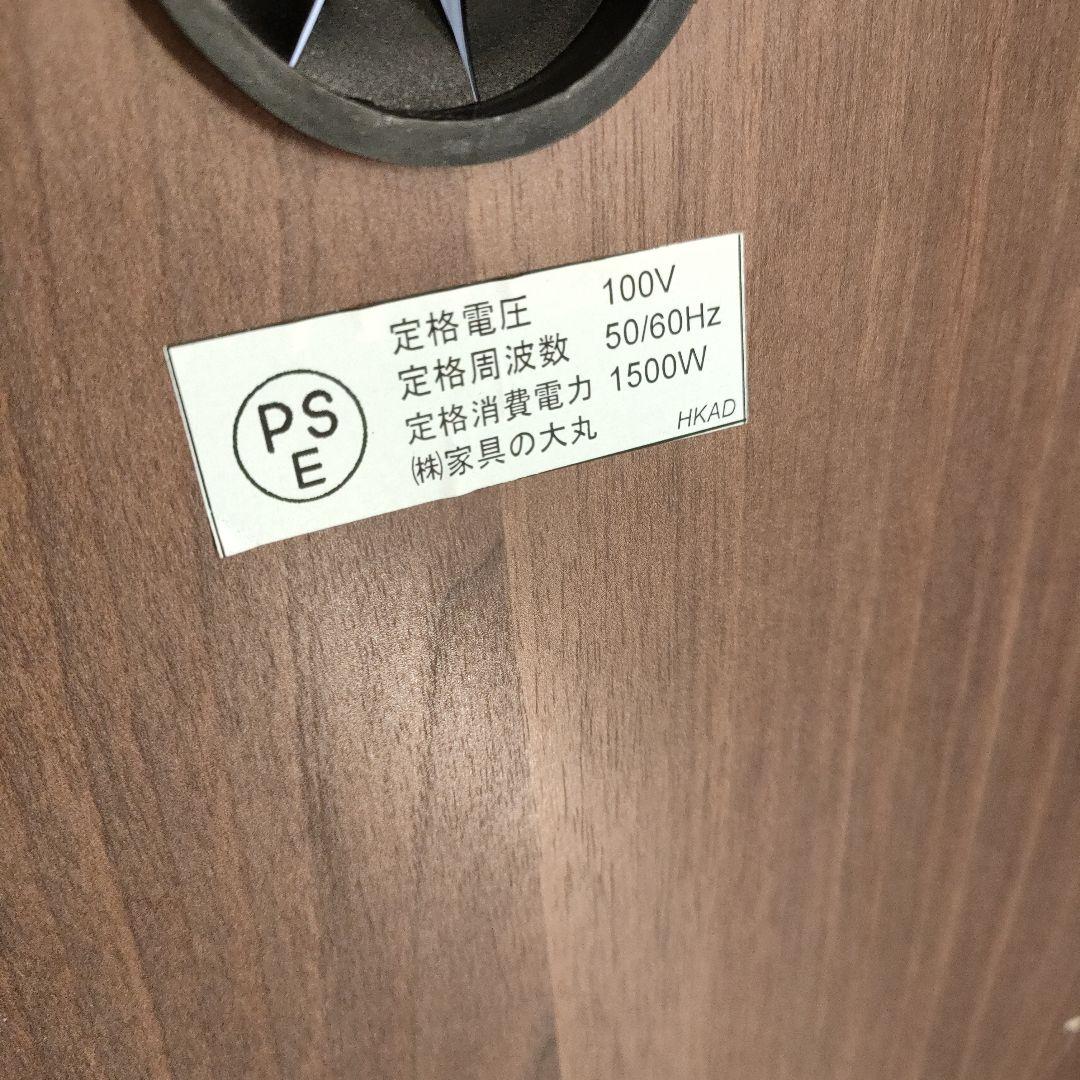 PS
E
定格電圧 100V
定格周波数 50/60Hz
定格消費電力 1500W
㈱家具の大丸
HKAD